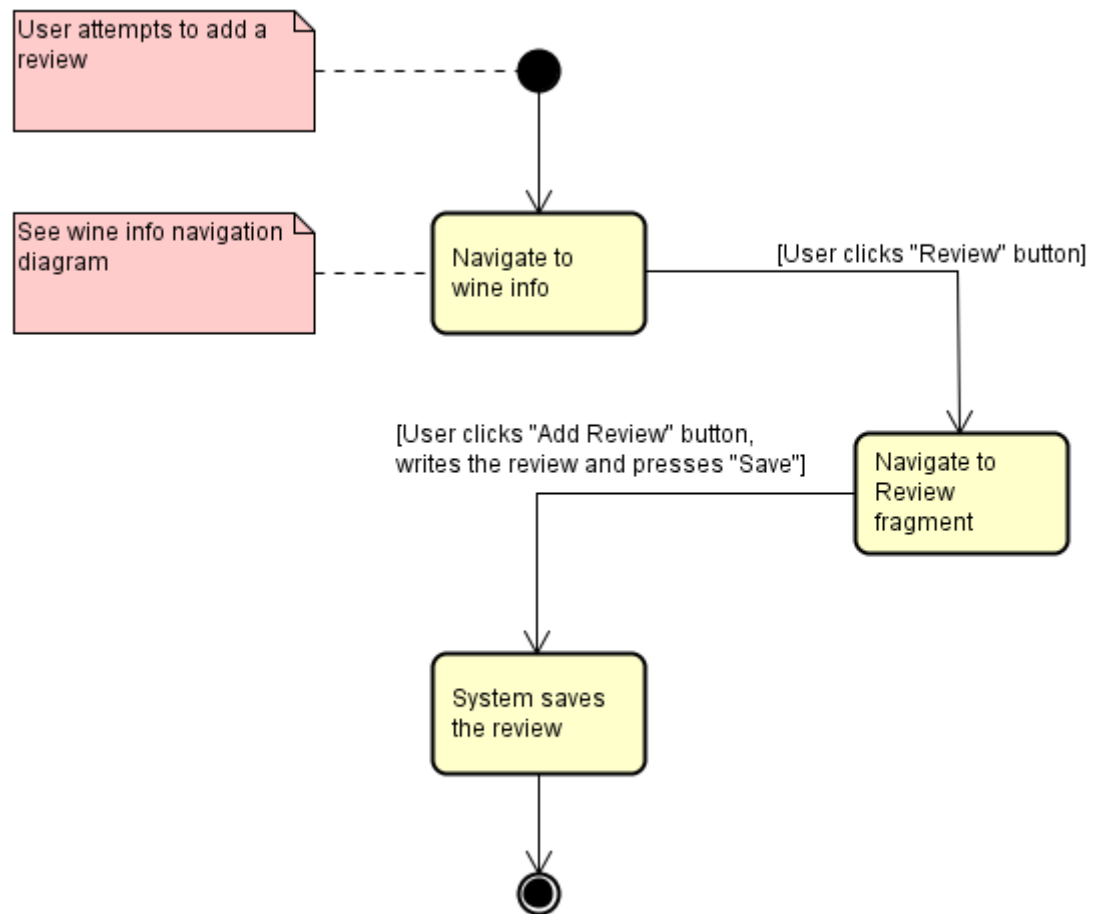 User attempts to add a
review
See wine info navigation
diagram
Navigate to
wine info
[User clicks "Review" button]
[User clicks "Add Review" button,
writes the review and presses "Save"]
Navigate to
Review
fragment
System saves
the review